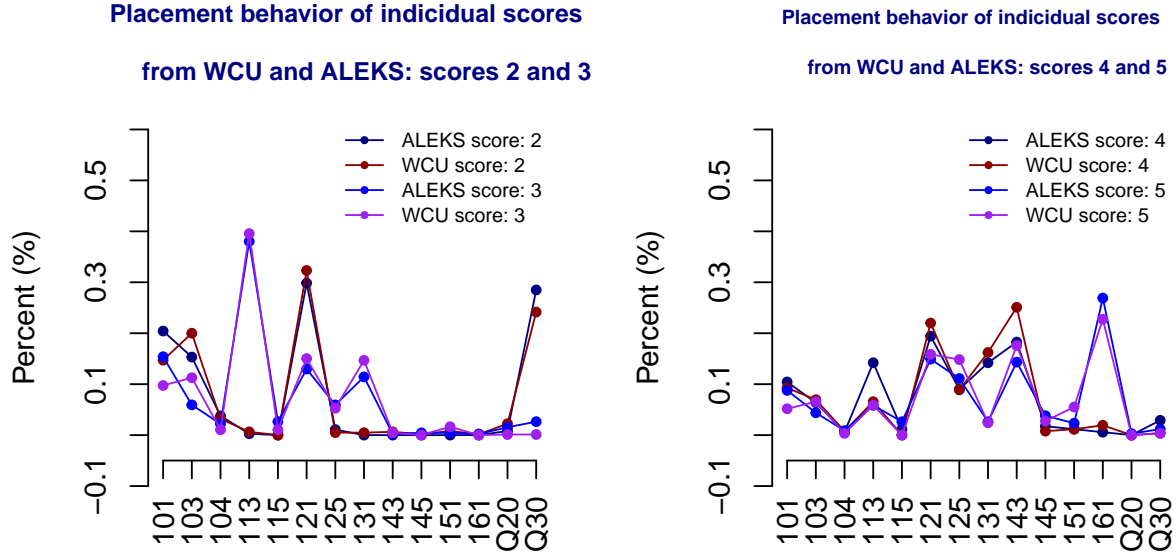 Placement behavior of indicidual scores
from WCU and ALEKS: scores 2 and 3
ALEKS score: 2
WCU score: 2
ALEKS score: 3
WCU score: 3
Percent (%)
0.5
0.3
0.1
−0.1
101
103
104
113
115
121
125
131
143
145
151
161
Q20
Q30
Placement behavior of indicidual scores
from WCU and ALEKS: scores 4 and 5
ALEKS score: 4
WCU score: 4
ALEKS score: 5
WCU score: 5
Percent (%)
0.5
0.3
0.1
−0.1
101
103
104
113
115
121
125
131
143
145
151
161
Q20
Q30